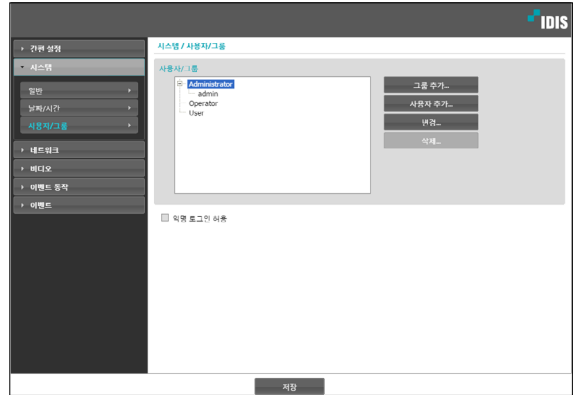 IDIS
간편 설정
시스템
일반
날짜/시간
사용자/그룹
네트워크
비디오
이벤트 동작
이벤트
시스템 / 사용자/그룹
사용자/그룹
Administrator
admin
Operator
User
그룹 추가...
사용자 추가...
변경...
삭제...
익명 로그인 허용
저장